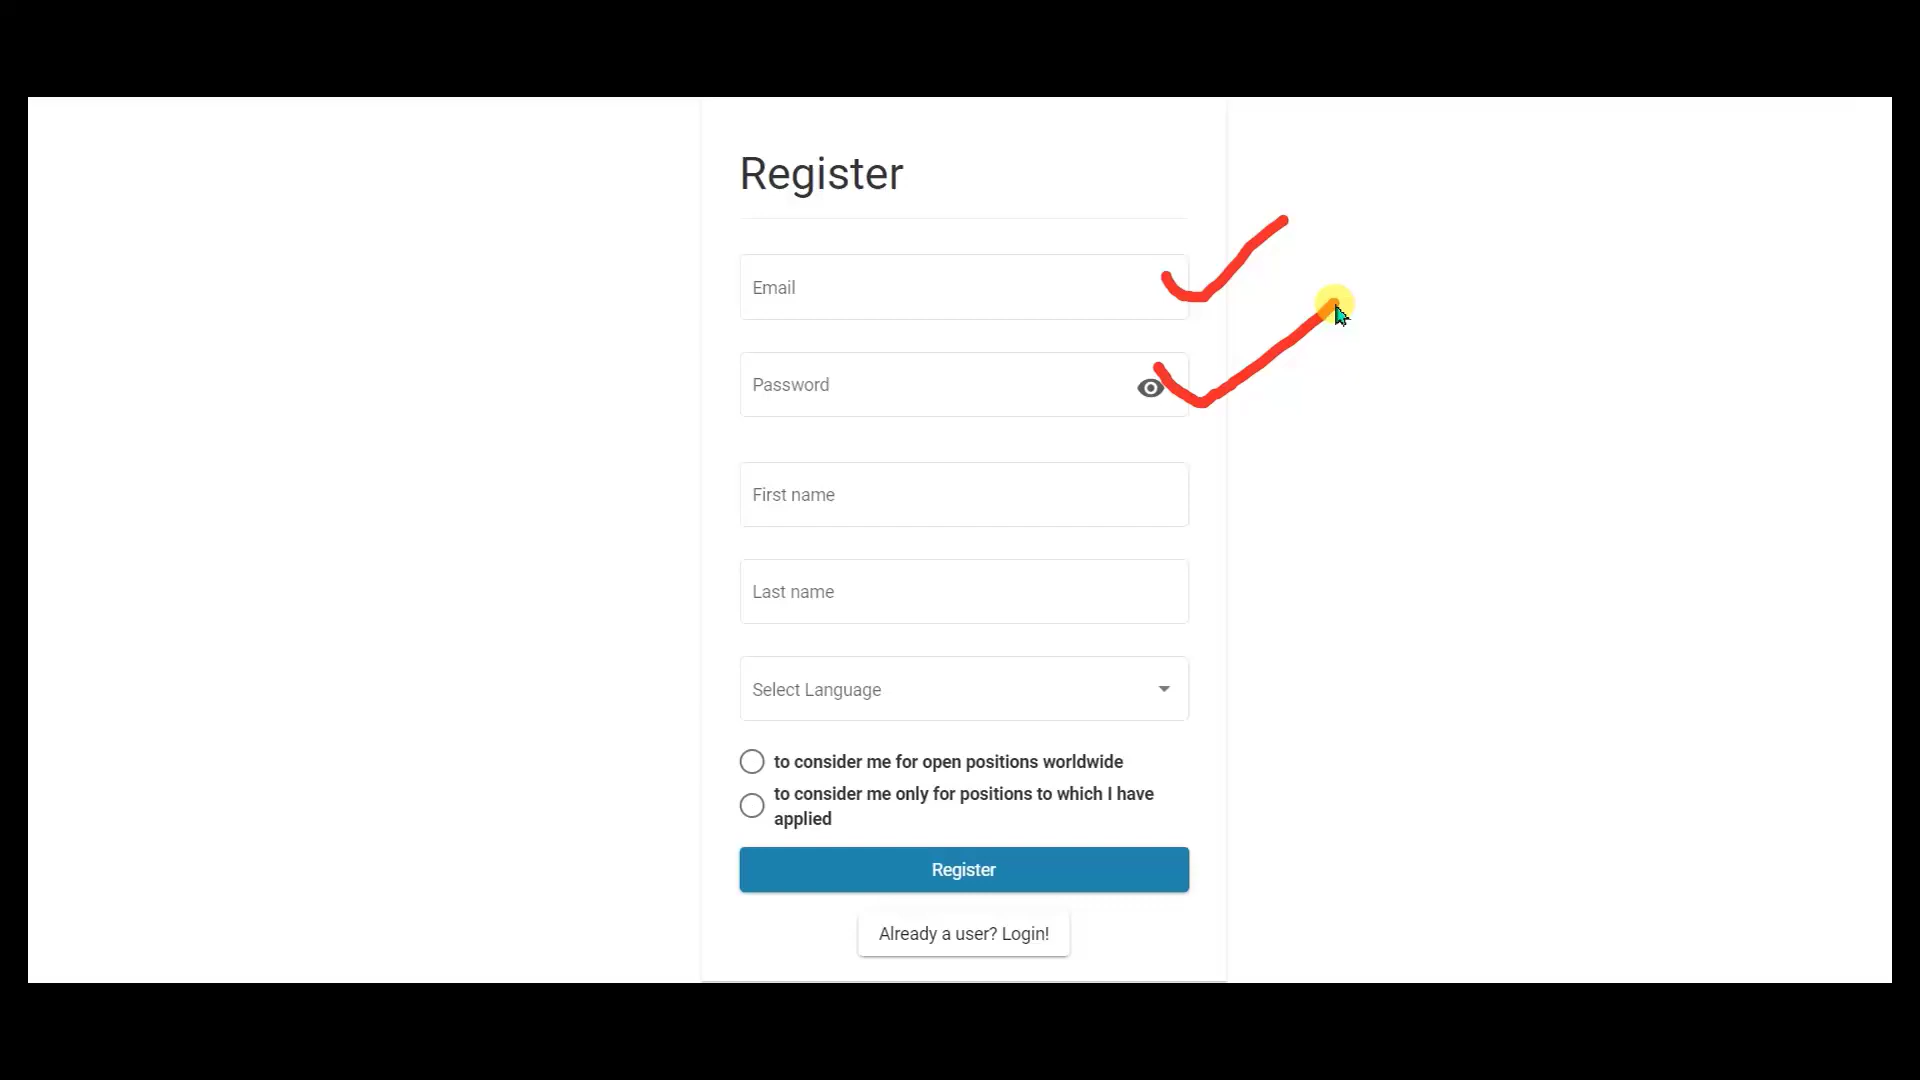 Register
Email
Password
First name
Last name
Select Language
to consider me for open positions worldwide
to consider me only for positions to which I have
applied
Register
Already a user? Login!